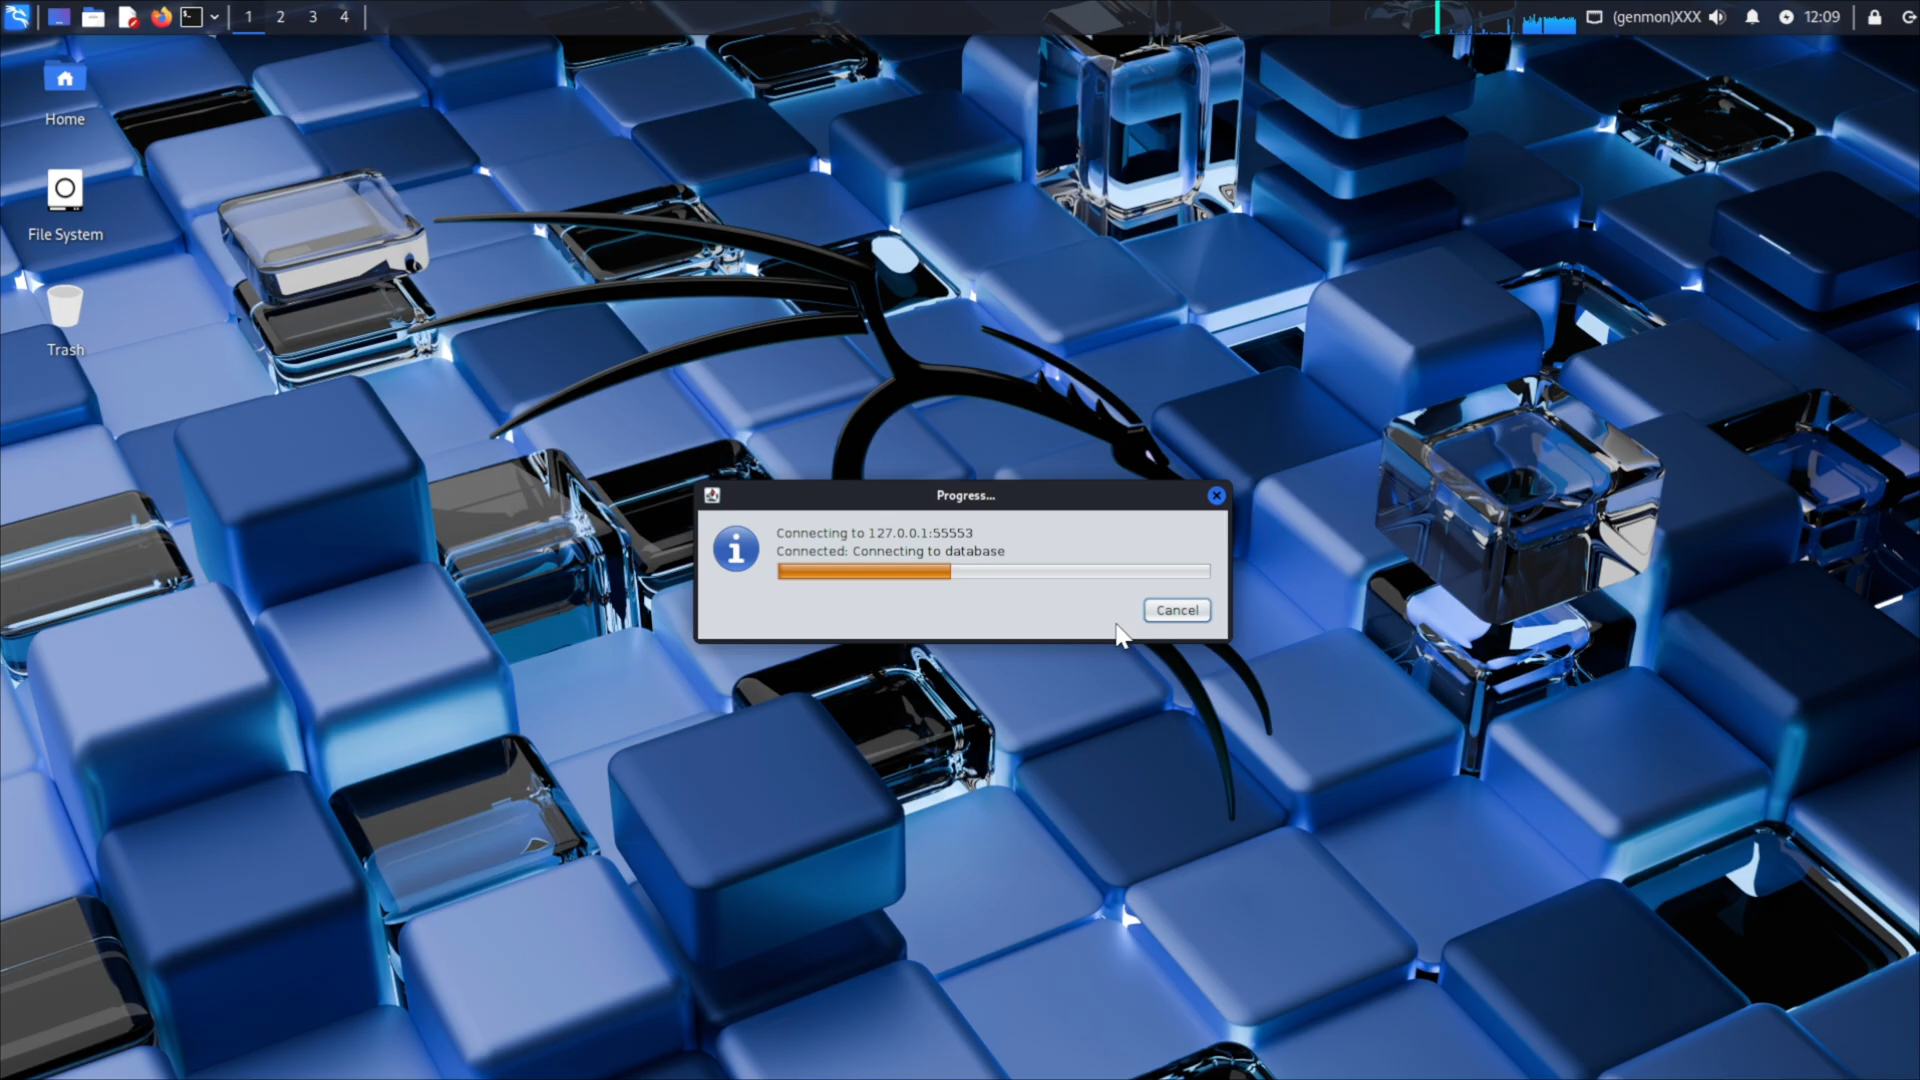 1 2 3 4
(genmon)XXX
12:09
Home
File System
Trash
Progress...
Connecting to 127.0.0.1:55553
Connected: Connecting to database
Cancel